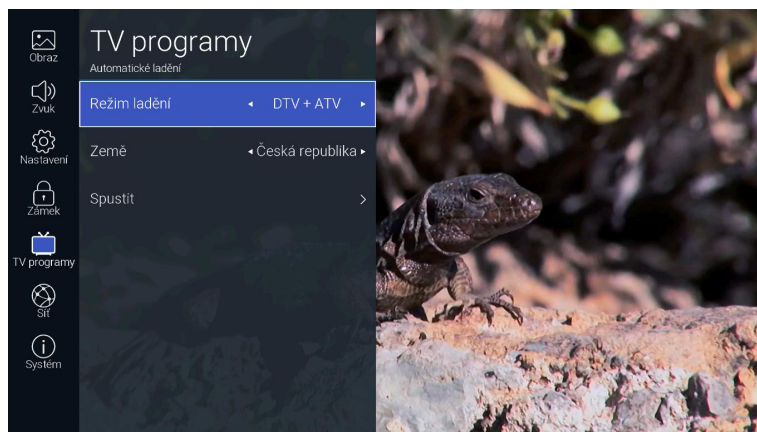 Obraz
Zvuk
Nastavení
Zámek
TV programy
Síť
Systém
TV programy
Automatické ladění
Režim ladění ◂ DTV + ATV ▸
Země ◂ Česká republika ▸
Spustit >